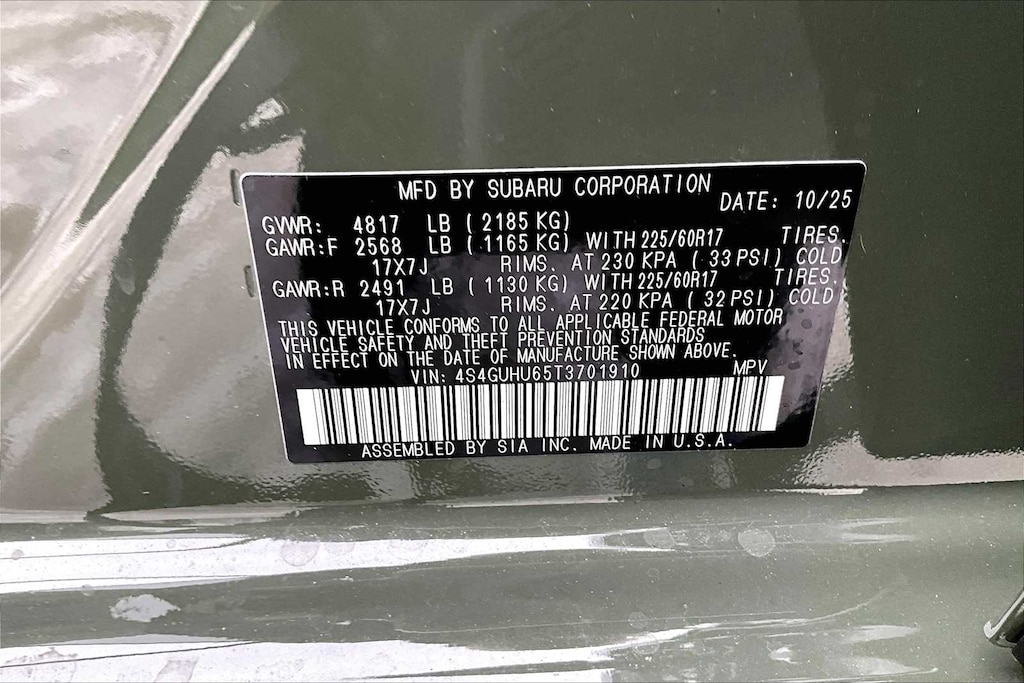 MFD BY SUBARU CORPORATION
DATE: 10/25
GVWR: 4817 LB (2185 KG)
GAWR:F 2568 LB (1165 KG) WITH 225/60R17 TIRES.
17X7J RIMS. AT 230 KPA (33 PSI) COLD
GAWR:R 2491 LB (1130 KG) WITH 225/60R17 TIRES.
17X7J RIMS. AT 220 KPA (32 PSI) COLD
THIS VEHICLE CONFORMS TO ALL APPLICABLE FEDERAL MOTOR
VEHICLE SAFETY AND THEFT PREVENTION STANDARDS
IN EFFECT ON THE DATE OF MANUFACTURE SHOWN ABOVE.
VIN: 4S4GUHU65T3701910 MPV
ASSEMBLED BY SIA INC. MADE IN U.S.A.